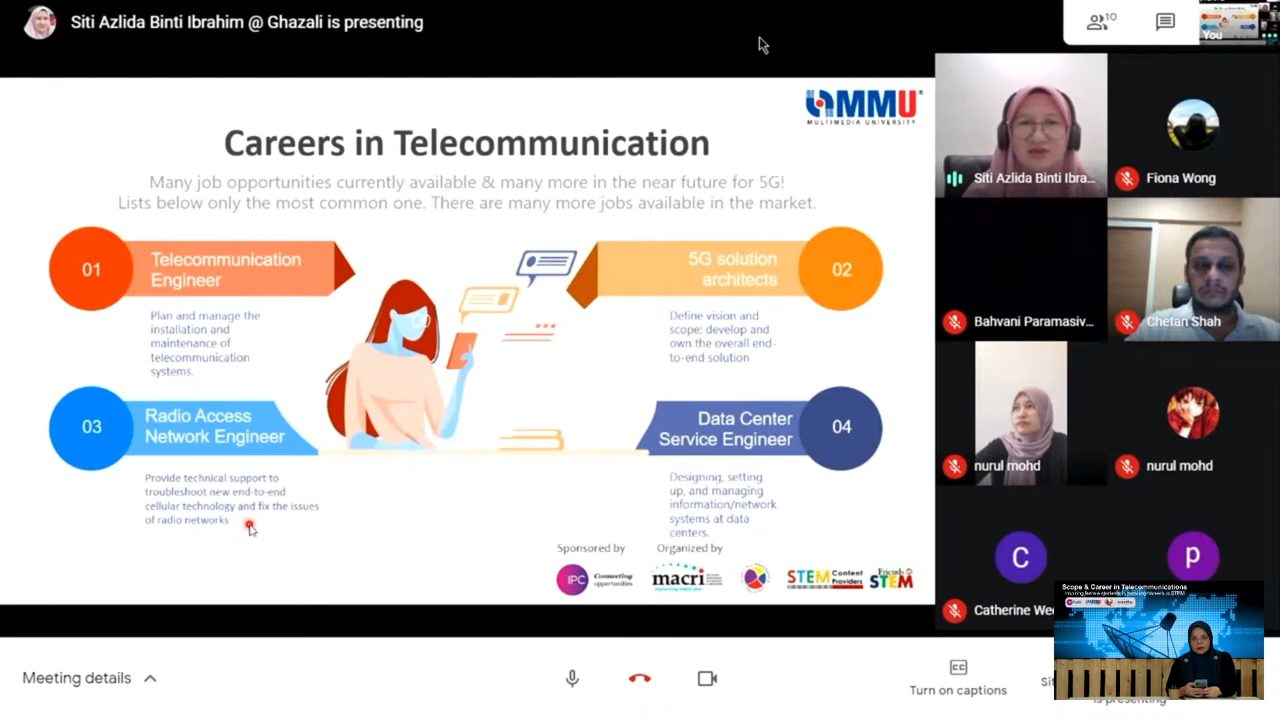 Siti Azlida Binti Ibrahim @ Ghazali is presenting
10
You
MMU
MULTIMEDIA UNIVERSITY
Careers in Telecommunication
Many job opportunities currently available & many more in the near future for 5G!
Lists below only the most common one. There are many more jobs available in the market.
01
Telecommunication
Engineer
Plan and manage the
installation and
maintenance of
telecommunication
systems.
5G solution
architects
02
Define vision and
scope; develop and
own the overall end-
to-end solution
03
Radio Access
Network Engineer
Provide technical support to
troubleshoot new end-to-end
cellular technology and fix the issues
of radio networks
Data Center
Service Engineer
04
Designing, setting
up, and managing
information/network
systems at data
centers.
Sponsored by
Organized by
IPC
Connecting
opportunities
macri
STEM Content
Providers
Friends
STEM
Siti Azlida Binti Ibra...
Fiona Wong
Bahvani Paramasiv...
Chetan Shah
nurul mohd
nurul mohd
C
p
Catherine Wee
Scope & Career in Telecommunications
Meeting details
CC
Turn on captions
Sit
is presenting